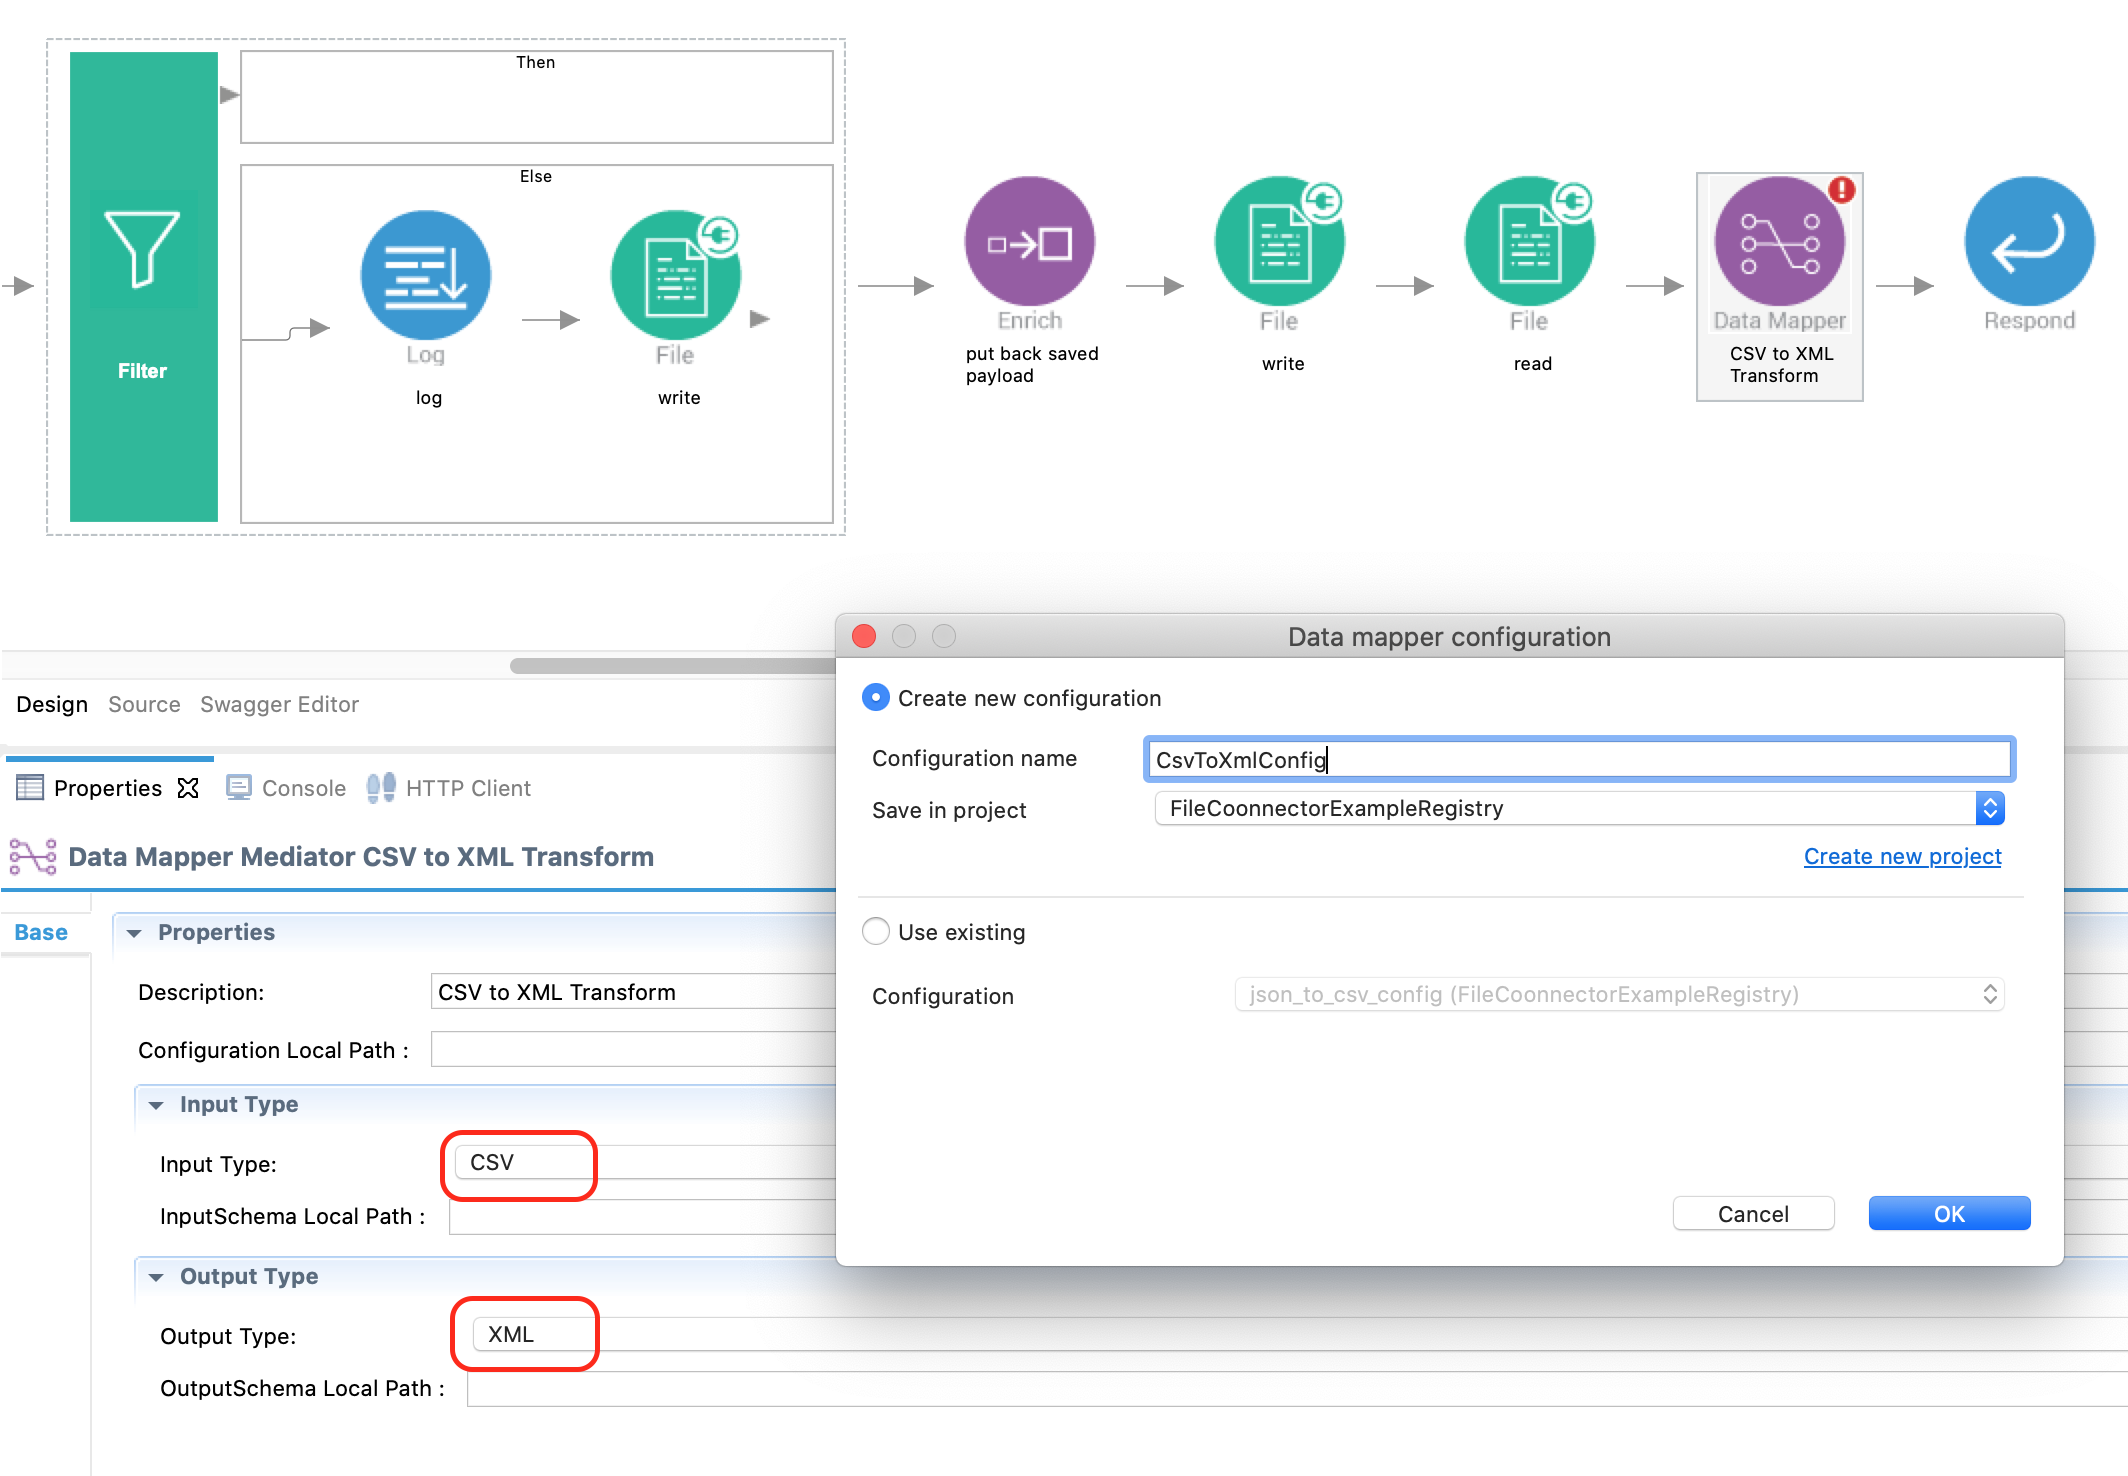 Then
Else
Filter
Log
log
File
write
Enrich
put back saved
payload
File
write
File
read
Data Mapper
CSV to XML
Transform
Respond
Design Source Swagger Editor
Properties Console HTTP Client
Data Mapper Mediator CSV to XML Transform
Base
Properties
Description: CSV to XML Transform
Configuration Local Path :
Input Type
Input Type: CSV
InputSchema Local Path :
Output Type
Output Type: XML
OutputSchema Local Path :
Data mapper configuration
Create new configuration
Configuration name CsvToXmlConfig
Save in project FileCoonnectorExampleRegistry
Create new project
Use existing
Configuration json_to_csv_config (FileCoonnectorExampleRegistry)
Cancel OK